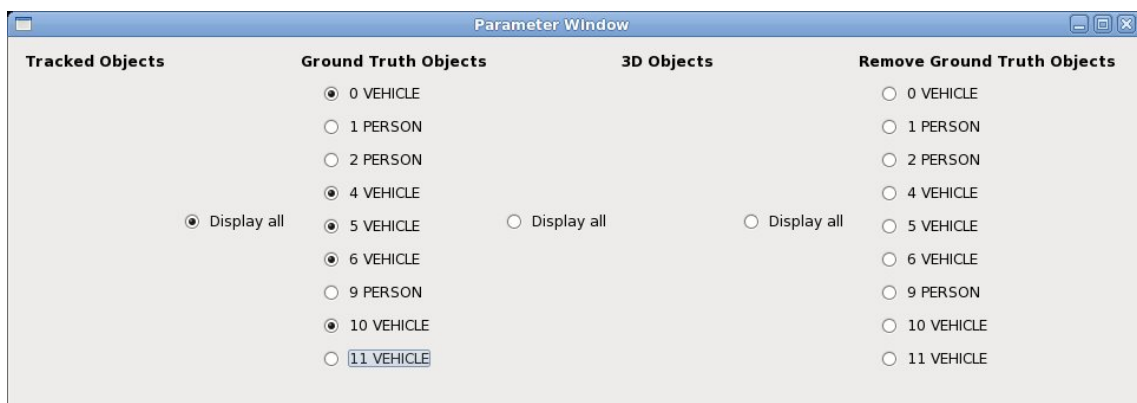 Parameter Window
Tracked Objects Ground Truth Objects 3D Objects Remove Ground Truth Objects
0 VEHICLE 0 VEHICLE
1 PERSON 1 PERSON
2 PERSON 2 PERSON
4 VEHICLE 4 VEHICLE
Display all 5 VEHICLE Display all Display all 5 VEHICLE
6 VEHICLE 6 VEHICLE
9 PERSON 9 PERSON
10 VEHICLE 10 VEHICLE
11 VEHICLE 11 VEHICLE